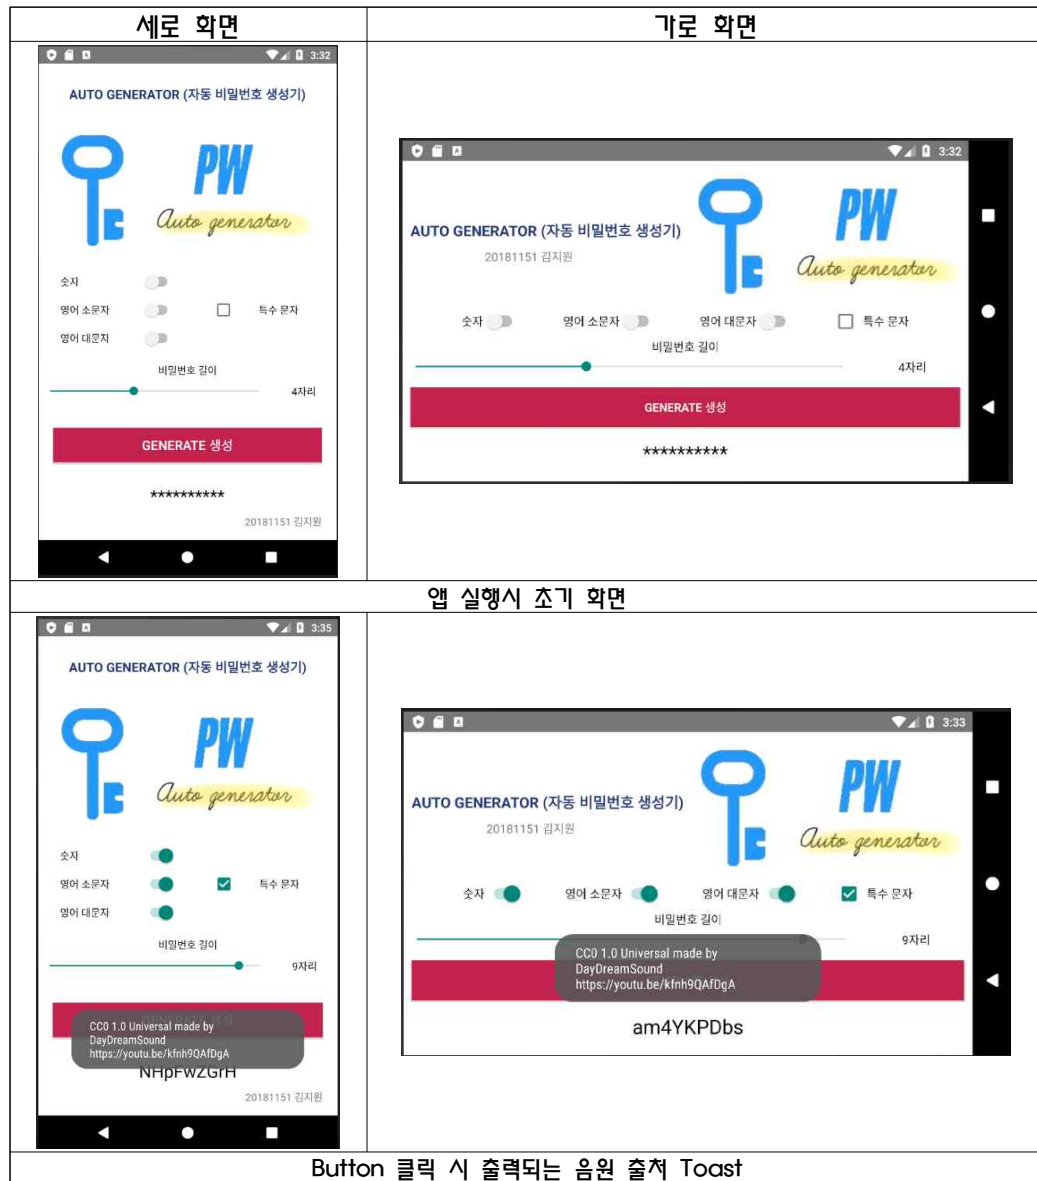 세로 화면
가로 화면
3:32
AUTO GENERATOR (자동 비밀번호 생성기)
PW
Auto generator
숫자
영어 소문자
특수 문자
영어 대문자
비밀번호 길이
4자리
GENERATE 생성
**********
20181151 김지원
3:32
AUTO GENERATOR (자동 비밀번호 생성기)
20181151 김지원
PW
Auto generator
숫자 영어 소문자 영어 대문자 특수 문자
비밀번호 길이
4자리
GENERATE 생성
**********
앱 실행시 초기 화면
3:35
AUTO GENERATOR (자동 비밀번호 생성기)
PW
Auto generator
숫자
영어 소문자
특수 문자
영어 대문자
비밀번호 길이
9자리
CC0 1.0 Universal made by
DayDreamSound
https://youtu.be/kfnh9QAfDgA
NHpFwZGrH
20181151 김지원
3:33
AUTO GENERATOR (자동 비밀번호 생성기)
20181151 김지원
PW
Auto generator
숫자 영어 소문자 영어 대문자 특수 문자
비밀번호 길이
9자리
CC0 1.0 Universal made by
DayDreamSound
https://youtu.be/kfnh9QAfDgA
am4YKPDbs
Button 클릭 시 출력되는 음원 출처 Toast